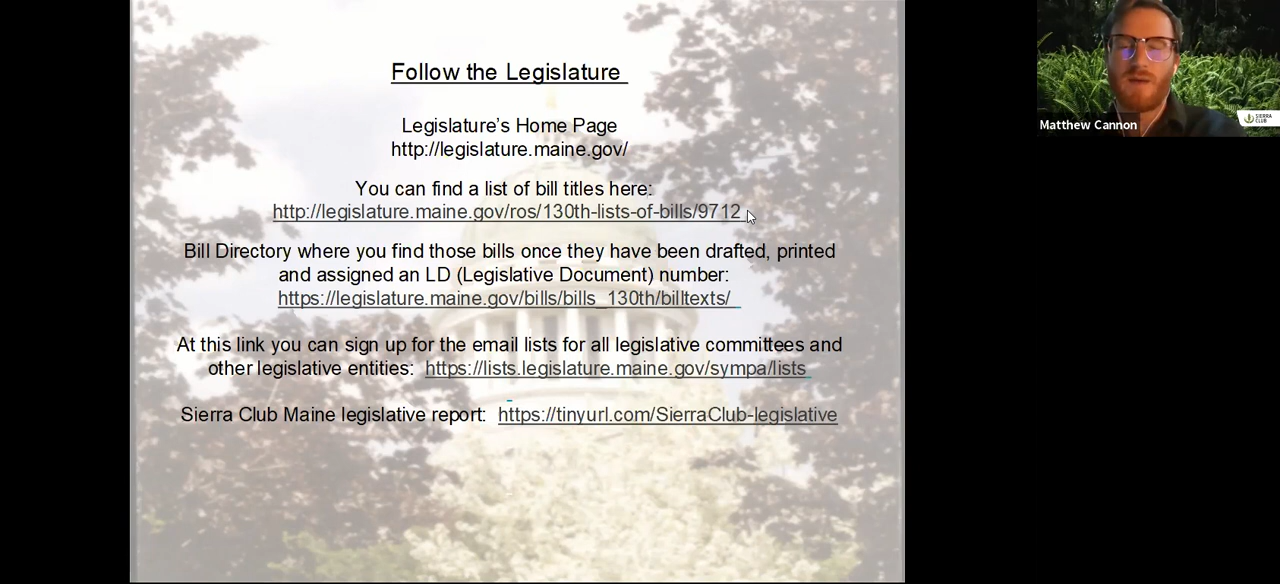 Follow the Legislature
Legislature's Home Page
http://legislature.maine.gov/
You can find a list of bill titles here:
http://legislature.maine.gov/ros/130th-lists-of-bills/9712
Bill Directory where you find those bills once they have been drafted, printed
and assigned an LD (Legislative Document) number:
https://legislature.maine.gov/bills/bills_130th/billtexts/
At this link you can sign up for the email lists for all legislative committees and
other legislative entities: https://lists.legislature.maine.gov/sympa/lists
Sierra Club Maine legislative report: https://tinyurl.com/SierraClub-legislative
Matthew Cannon
SIERRA
CLUB